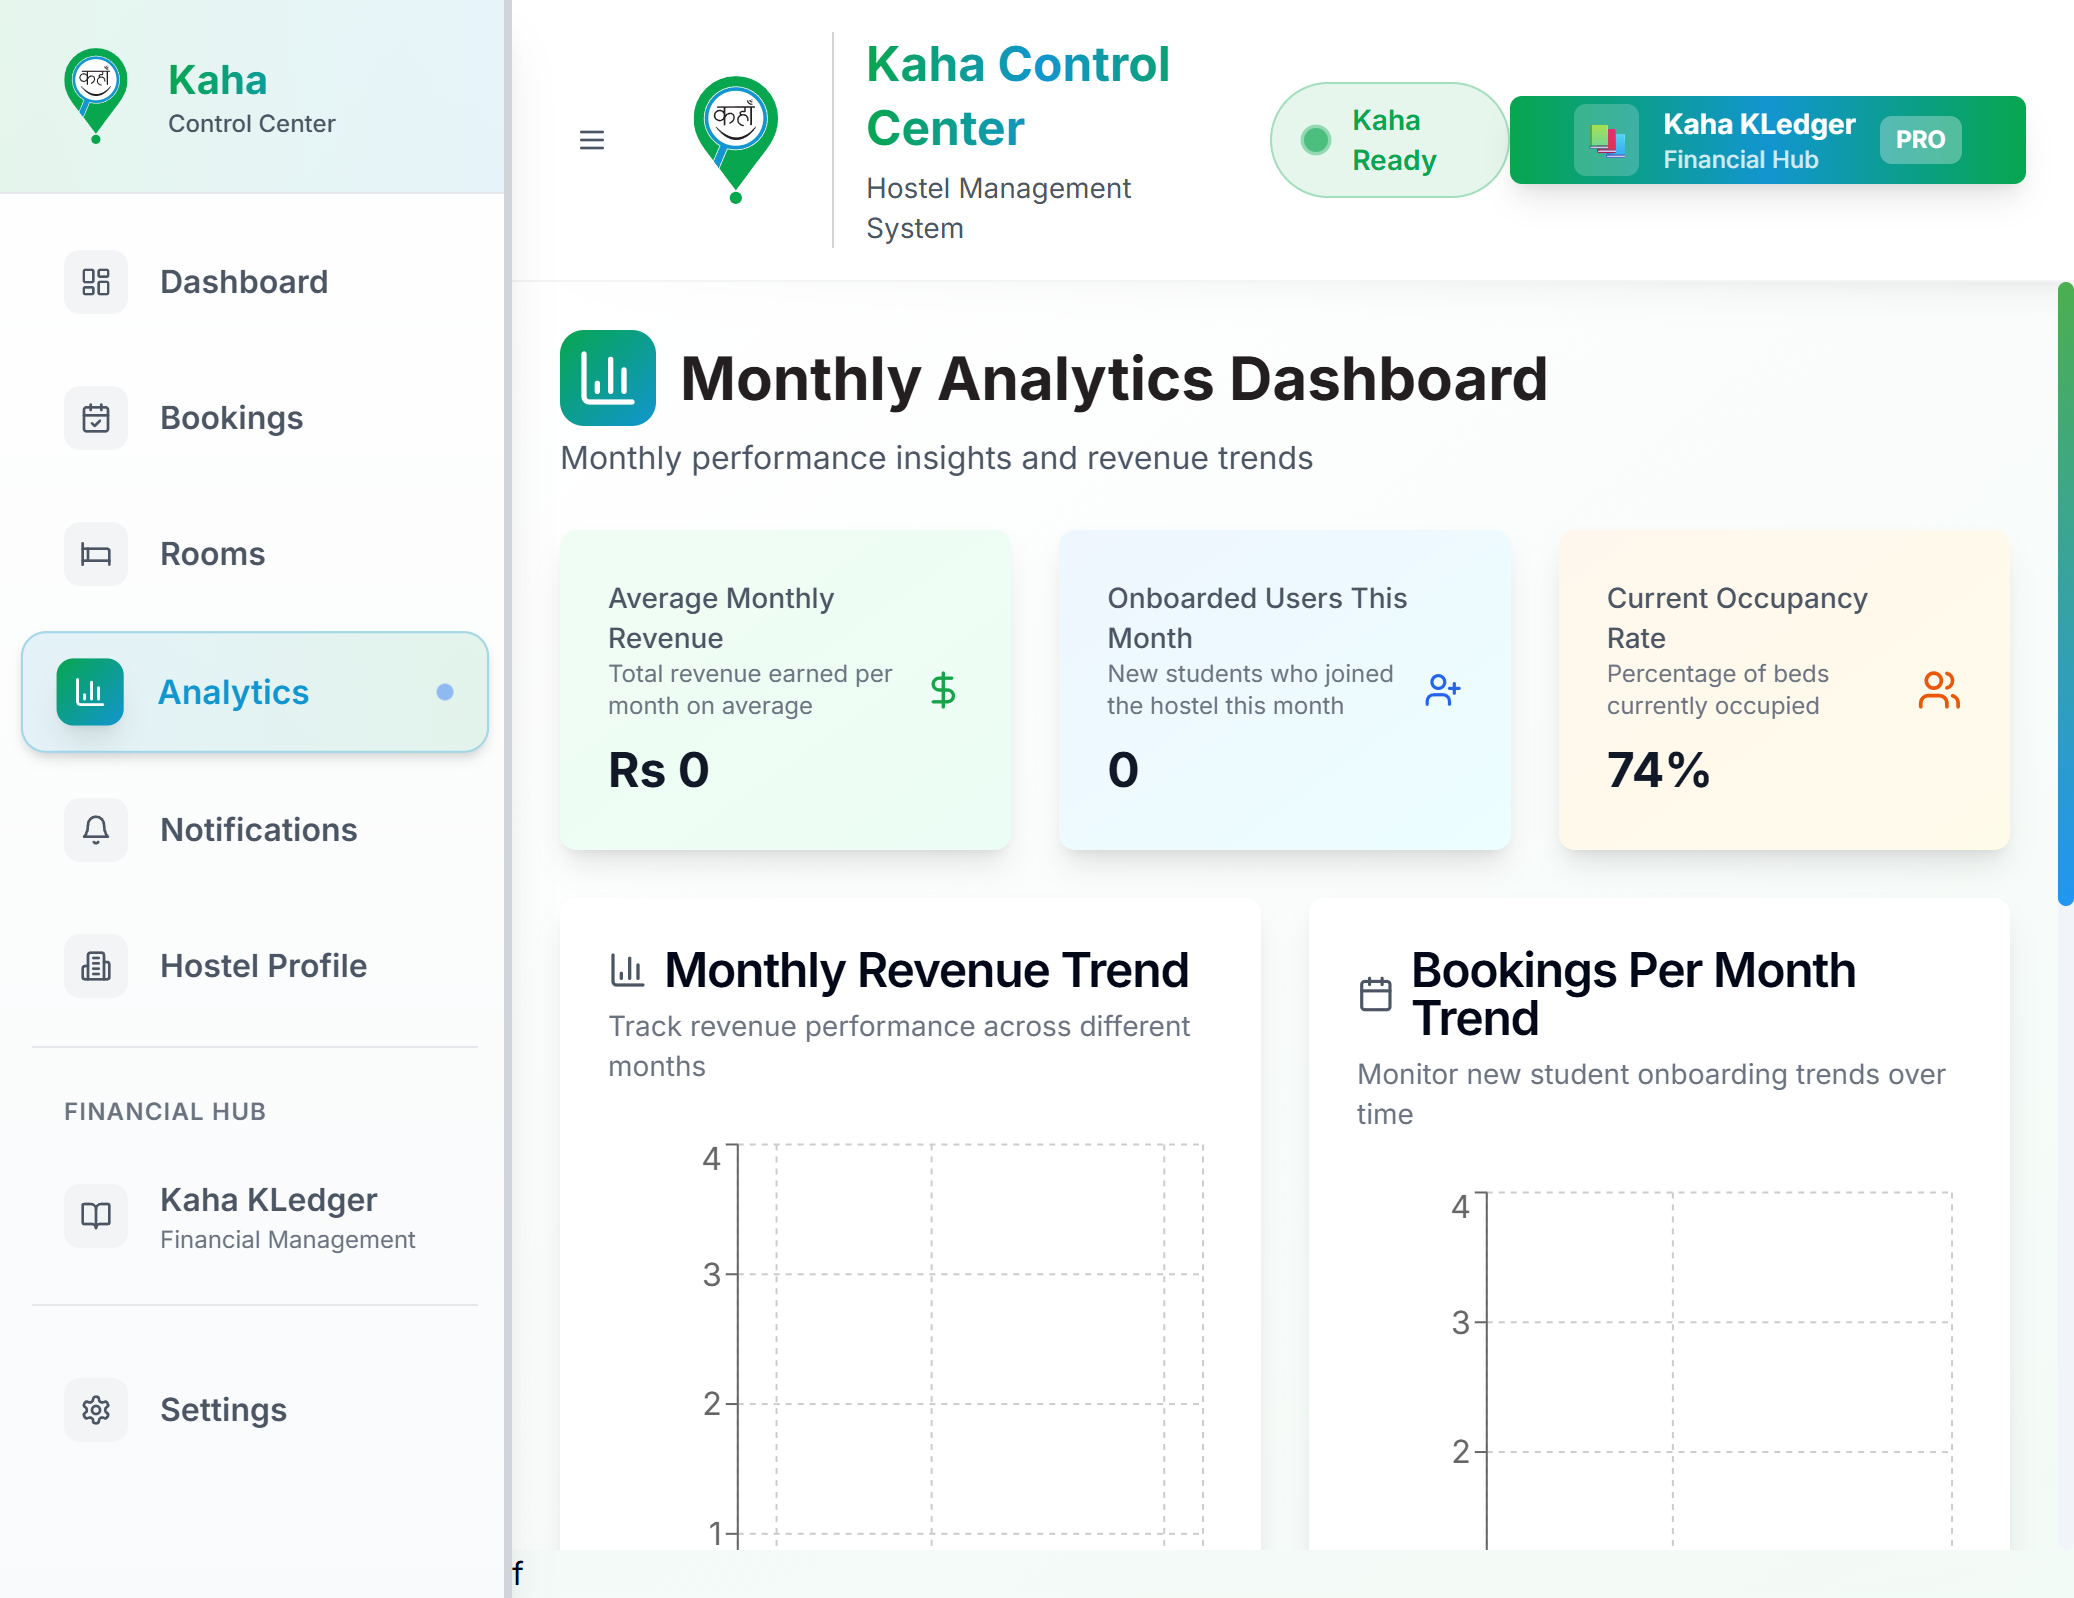 कहाँ
Kaha
Control Center
Dashboard
Bookings
Rooms
Analytics
Notifications
Hostel Profile
FINANCIAL HUB
Kaha KLedger
Financial Management
Settings
कहाँ
Kaha Control
Center
Hostel Management
System
Kaha
Ready
Kaha KLedger
Financial Hub
PRO
Monthly Analytics Dashboard
Monthly performance insights and revenue trends
Average Monthly
Revenue
Total revenue earned per
month on average
Rs 0
Onboarded Users This
Month
New students who joined
the hostel this month
0
Current Occupancy
Rate
Percentage of beds
currently occupied
74%
Monthly Revenue Trend
Track revenue performance across different
months
4
3
2
1
Bookings Per Month
Trend
Monitor new student onboarding trends over
time
4
3
2
f